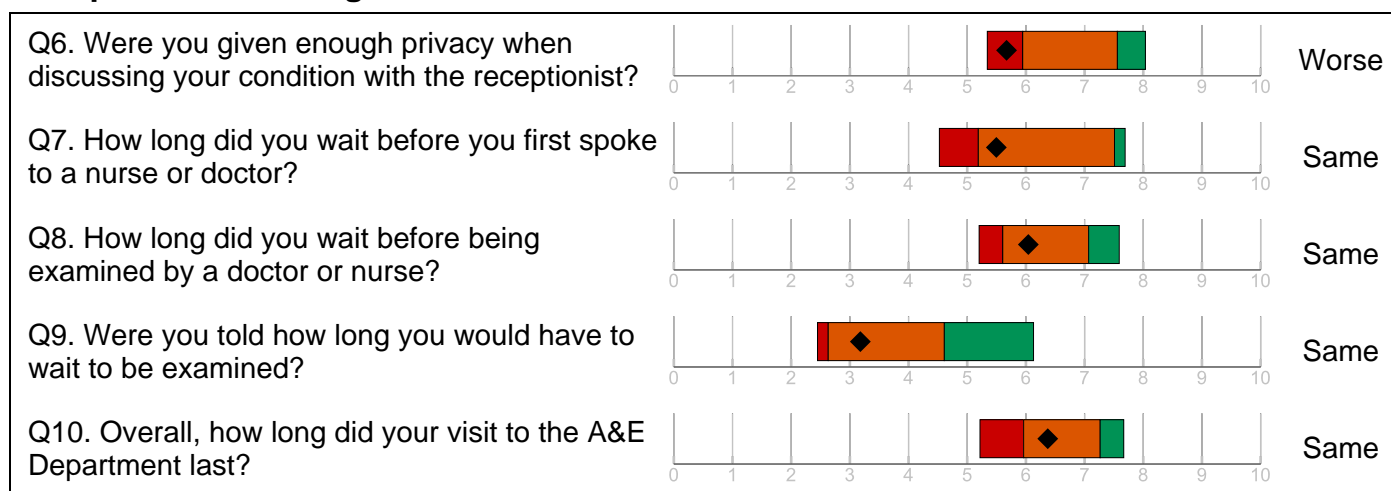 Q6. Were you given enough privacy when
discussing your condition with the receptionist?
0 1 2 3 4 5 6 7 8 9 10
Worse
Q7. How long did you wait before you first spoke
to a nurse or doctor?
0 1 2 3 4 5 6 7 8 9 10
Same
Q8. How long did you wait before being
examined by a doctor or nurse?
0 1 2 3 4 5 6 7 8 9 10
Same
Q9. Were you told how long you would have to
wait to be examined?
0 1 2 3 4 5 6 7 8 9 10
Same
Q10. Overall, how long did your visit to the A&E
Department last?
0 1 2 3 4 5 6 7 8 9 10
Same